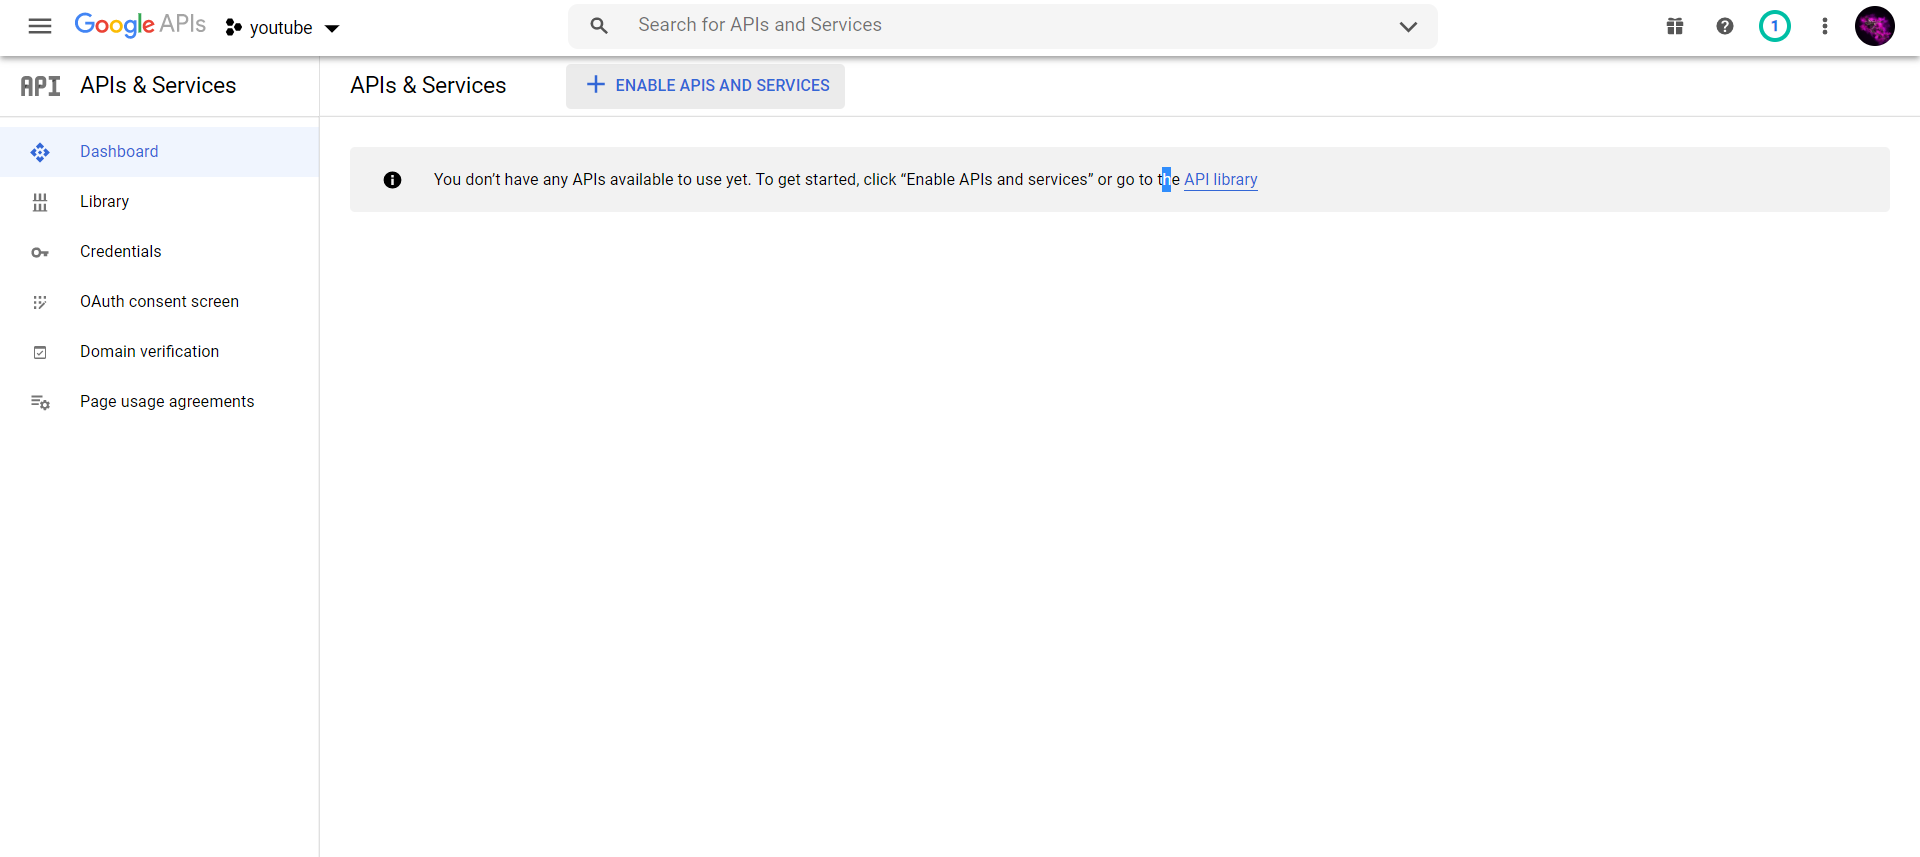 Google APIs youtube Search for APIs and Services 1
API APIs & Services
APIs & Services ENABLE APIS AND SERVICES
Dashboard
Library
Credentials
OAuth consent screen
Domain verification
Page usage agreements
You don’t have any APIs available to use yet. To get started, click “Enable APIs and services” or go to the API library